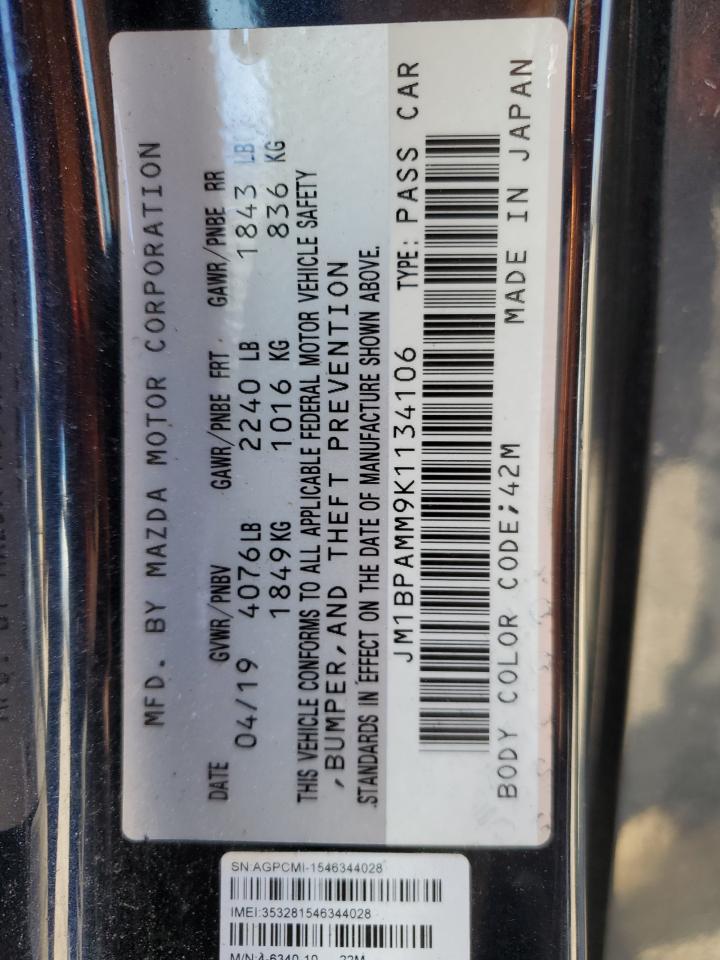 MFD. BY MAZDA MOTOR CORPORATION
DATE GVWR/PNBV GAWR/PNBE FRT GAWR/PNBE RR
04/19 4076LB 2240 LB 1843 LB
1849KG 1016 KG 836 KG
THIS VEHICLE CONFORMS TO ALL APPLICABLE FEDERAL MOTOR VEHICLE SAFETY
,BUMPER,AND THEFT PREVENTION
STANDARDS IN EFFECT ON THE DATE OF MANUFACTURE SHOWN ABOVE.
JM1BPAMM9K1134106 TYPE: PASS CAR
BODY COLOR CODE;42M MADE IN JAPAN
SN:AGPCMI-1546344028
IMEI:353281546344028